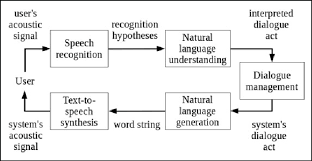 user's
acoustic
signal
recognition
hypotheses
interpreted
dialogue
act
Speech
recognition
Natural
language
understanding
User
Dialogue
management
Text-to-
speech
synthesis
Natural
language
generation
system's
acoustic
signal
word string
system's
dialogue
act